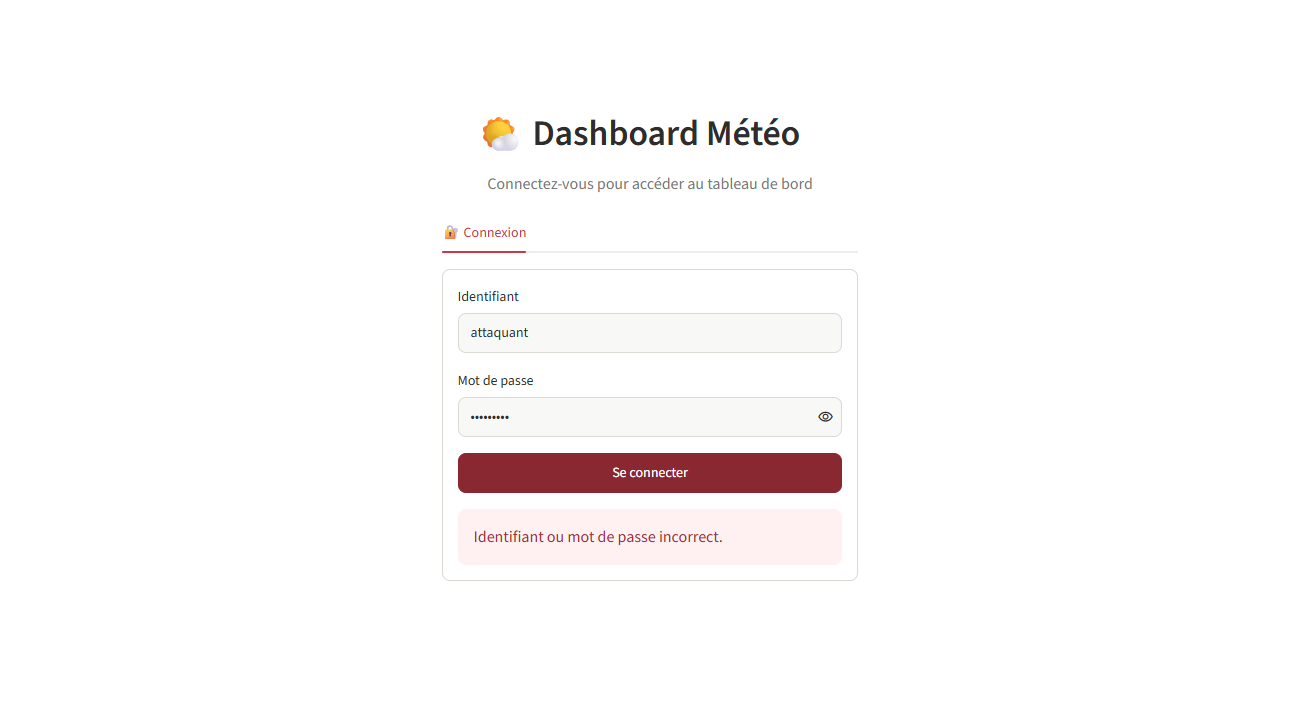 Dashboard Météo
Connectez-vous pour accéder au tableau de bord
Connexion
Identifiant
attaquant
Mot de passe
•••••••••
Se connecter
Identifiant ou mot de passe incorrect.